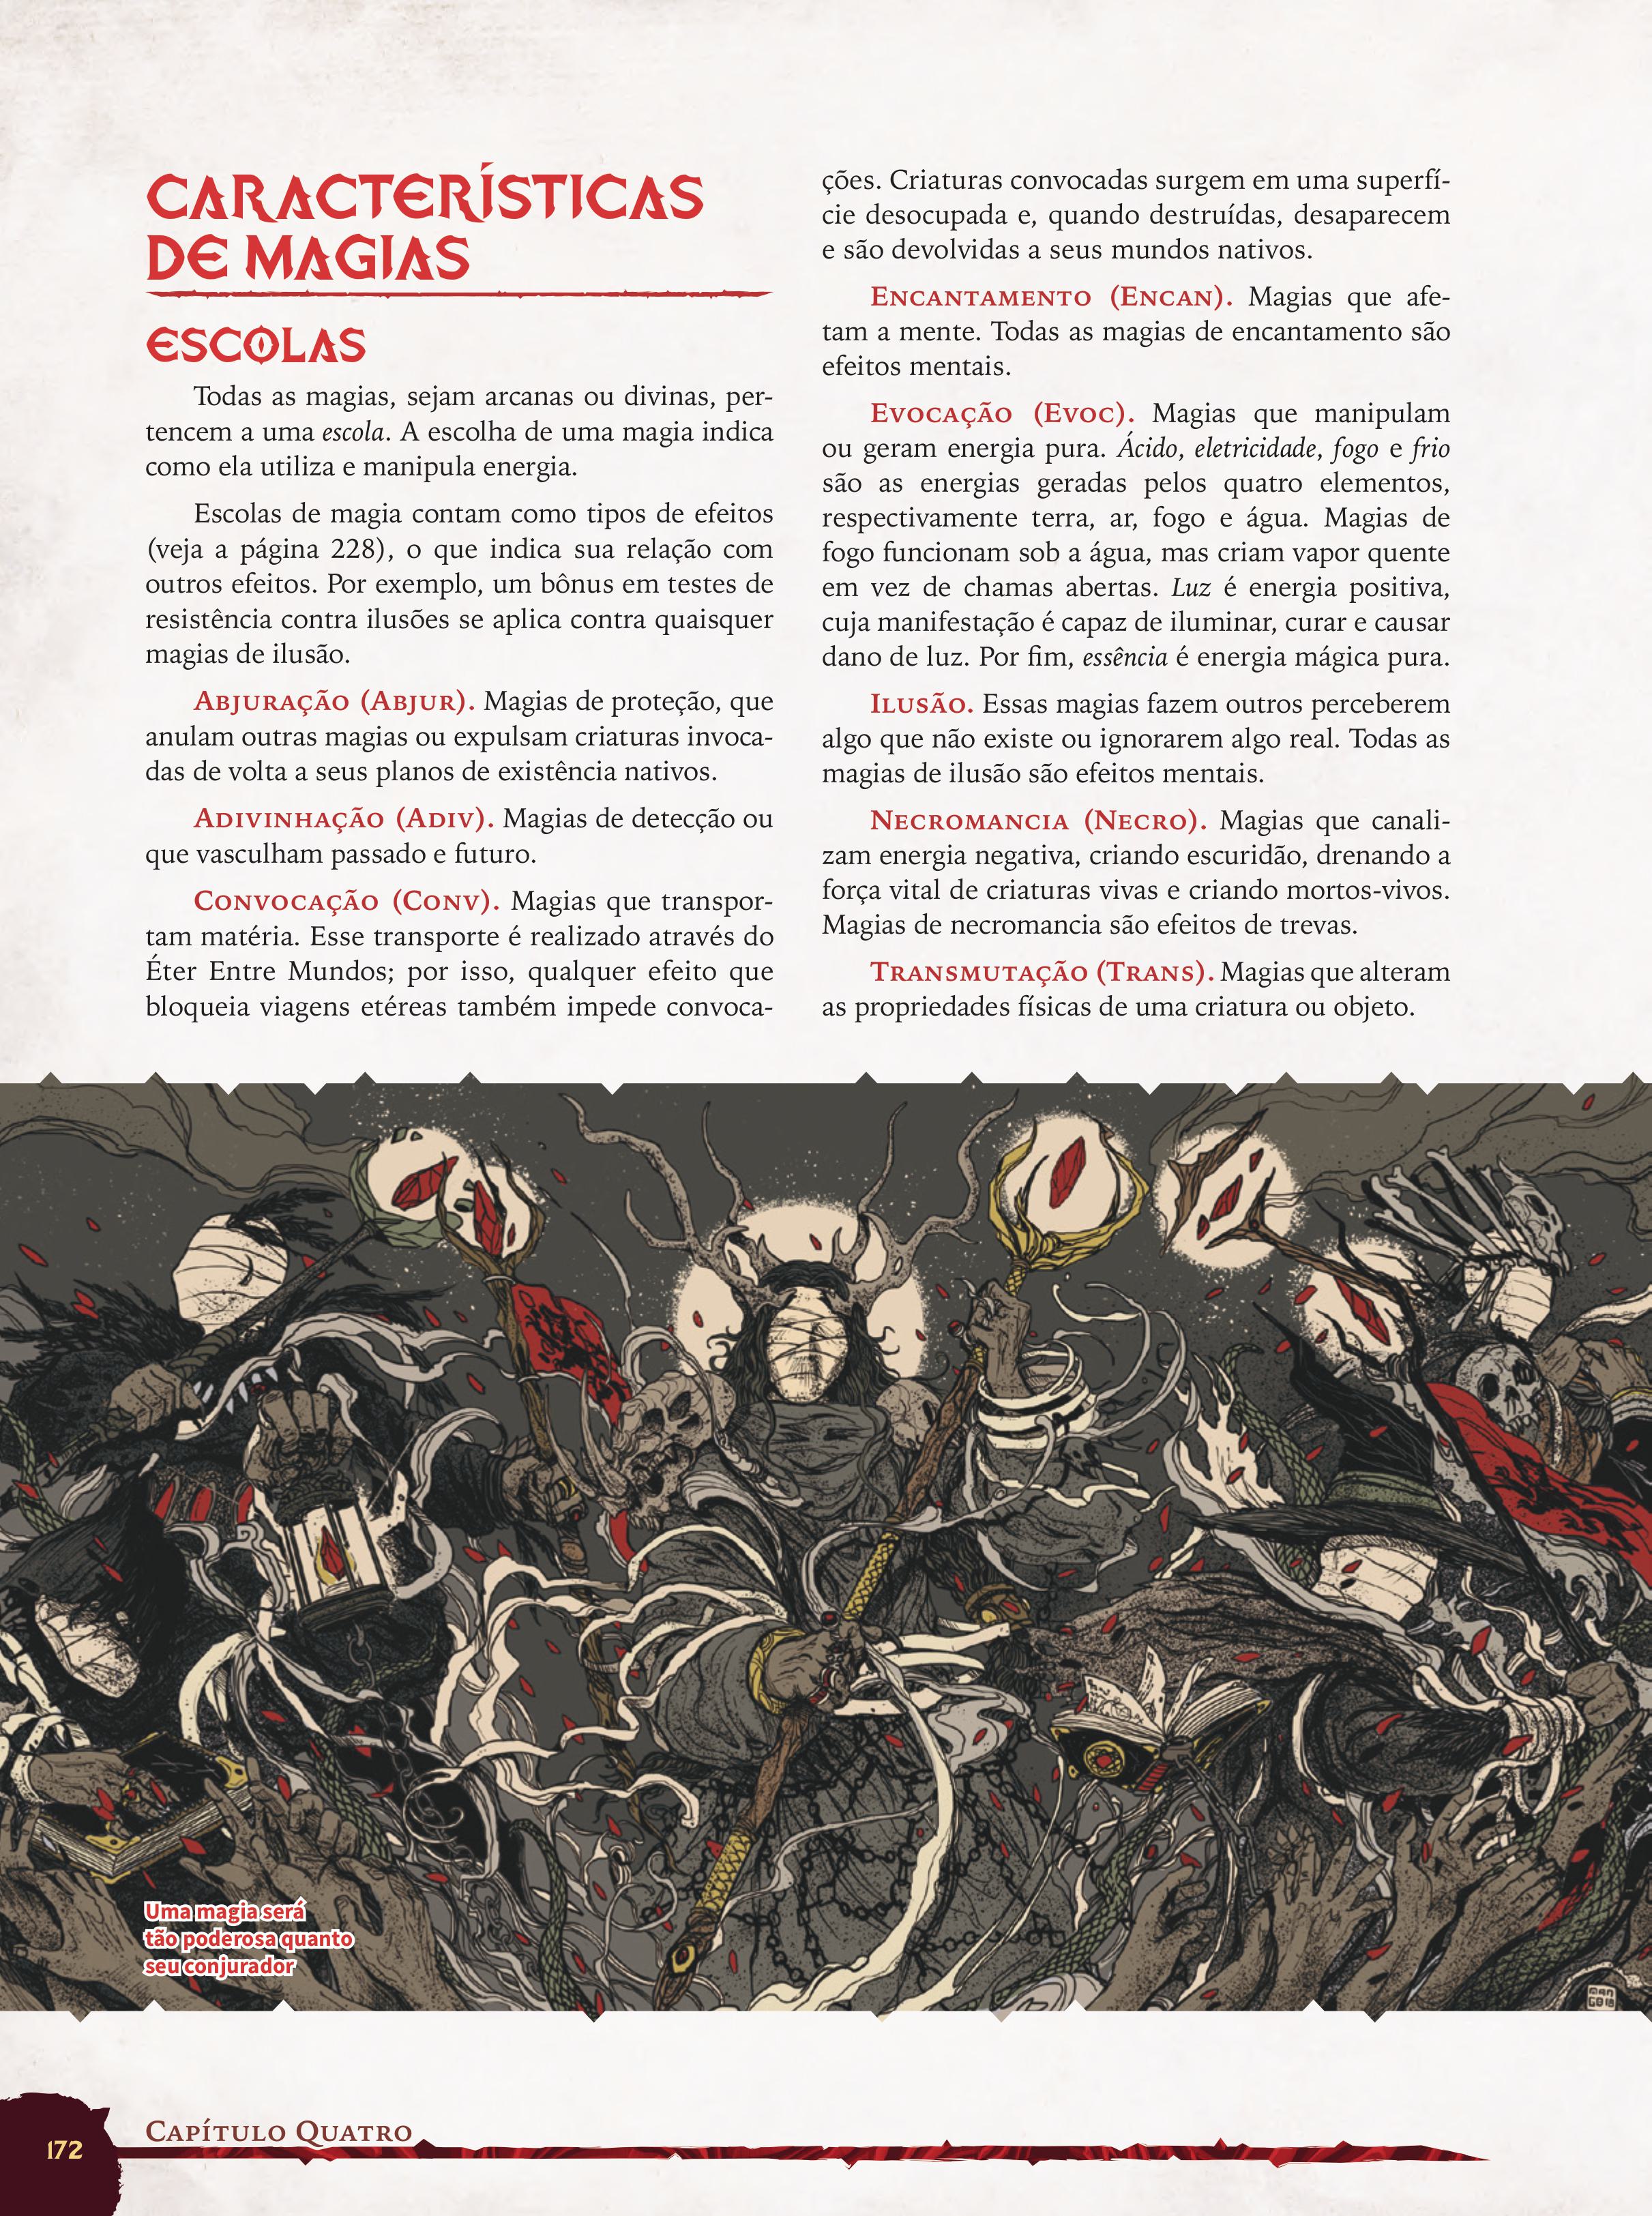 CARACTERÍSTICAS
DE MAGIAS
ESCOLAS
Todas as magias, sejam arcanas ou divinas, per-
tencem a uma escola. A escolha de uma magia indica
como ela utiliza e manipula energia.
Escolas de magia contam como tipos de efeitos
(veja a página 228), o que indica sua relação com
outros efeitos. Por exemplo, um bônus em testes de
resistência contra ilusões se aplica contra quaisquer
magias de ilusão.
Abjuração (Abjur). Magias de proteção, que
anulam outras magias ou expulsam criaturas invoca-
das de volta a seus planos de existência nativos.
Adivinhação (Adiv). Magias de detecção ou
que vasculham passado e futuro.
Convocação (Conv). Magias que transpor-
tam matéria. Esse transporte é realizado através do
Éter Entre Mundos; por isso, qualquer efeito que
bloqueia viagens etéreas também impede convoca-
ções. Criaturas convocadas surgem em uma superfí-
cie desocupada e, quando destruídas, desaparecem
e são devolvidas a seus mundos nativos.
Encantamento (Encan). Magias que afe-
tam a mente. Todas as magias de encantamento são
efeitos mentais.
Evocação (Evoc). Magias que manipulam
ou geram energia pura. Ácido, eletricidade, fogo e frio
são as energias geradas pelos quatro elementos,
respectivamente terra, ar, fogo e água. Magias de
fogo funcionam sob a água, mas criam vapor quente
em vez de chamas abertas. Luz é energia positiva,
cuja manifestação é capaz de iluminar, curar e causar
dano de luz. Por fim, essência é energia mágica pura.
Ilusão. Essas magias fazem outros perceberem
algo que não existe ou ignorarem algo real. Todas as
magias de ilusão são efeitos mentais.
Necromancia (Necro). Magias que canali-
zam energia negativa, criando escuridão, drenando a
força vital de criaturas vivas e criando mortos-vivos.
Magias de necromancia são efeitos de trevas.
Transmutação (Trans). Magias que alteram
as propriedades físicas de uma criatura ou objeto.
Uma magia será
tão poderosa quanto
seu conjurador
Capítulo Quatro
172